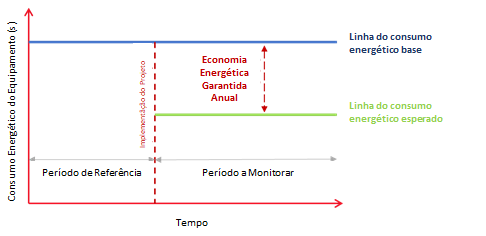 Consumo Energético do Equipamento (s)
Linha do consumo
energético base
Economia
Energética
Garantida
Anual
Implementação do Projeto
Linha do consumo
energético esperado
Período de Referência
Período a Monitorar
Tempo